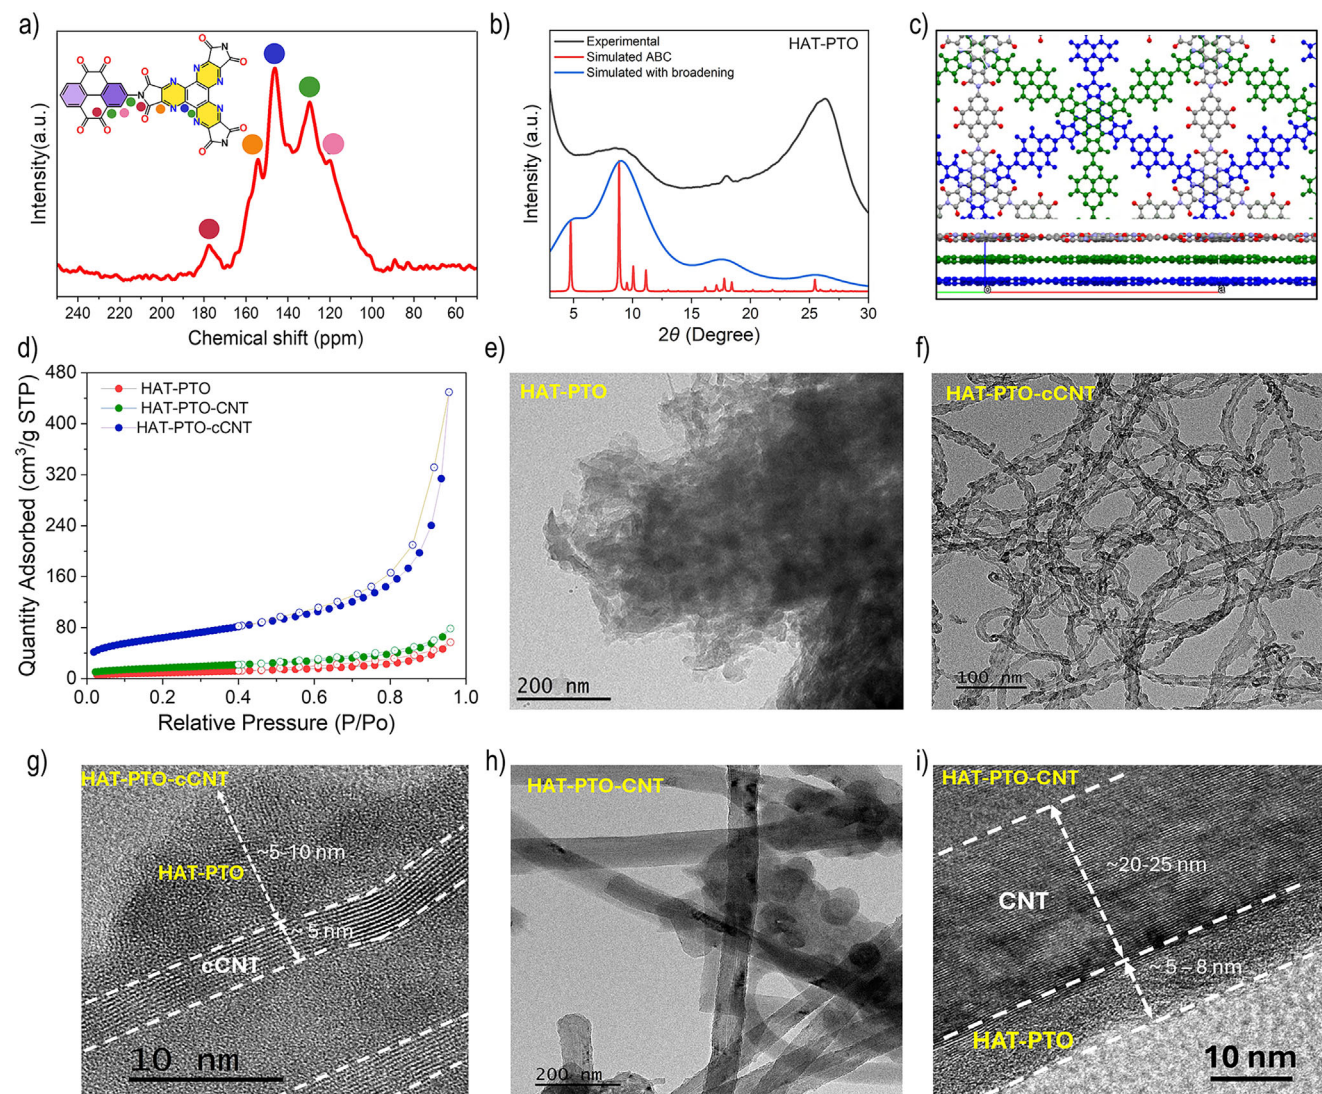 a)
O
O
O
O
O
O
N
N
N
N
N
N
N
O
O
N
O
O
N
Intensity(a.u.)
240 220 200 180 160 140 120 100 80 60
Chemical shift (ppm)
b)
Experimental
Simulated ABC
Simulated with broadening
HAT-PTO
Intensity (a.u.)
5 10 15 20 25 30
2θ (Degree)
c)
o
a
d)
HAT-PTO
HAT-PTO-CNT
HAT-PTO-cCNT
Quantity Adsorbed (cm³/g STP)
480
400
320
240
160
80
0
0.0 0.2 0.4 0.6 0.8 1.0
Relative Pressure (P/Po)
e)
HAT-PTO
200 nm
f)
HAT-PTO-cCNT
100 nm
g)
HAT-PTO-cCNT
~5-10 nm
HAT-PTO
~ 5 nm
cCNT
10 nm
h)
HAT-PTO-CNT
200 nm
i)
HAT-PTO-CNT
~20-25 nm
CNT
~ 5 – 8 nm
HAT-PTO
10 nm